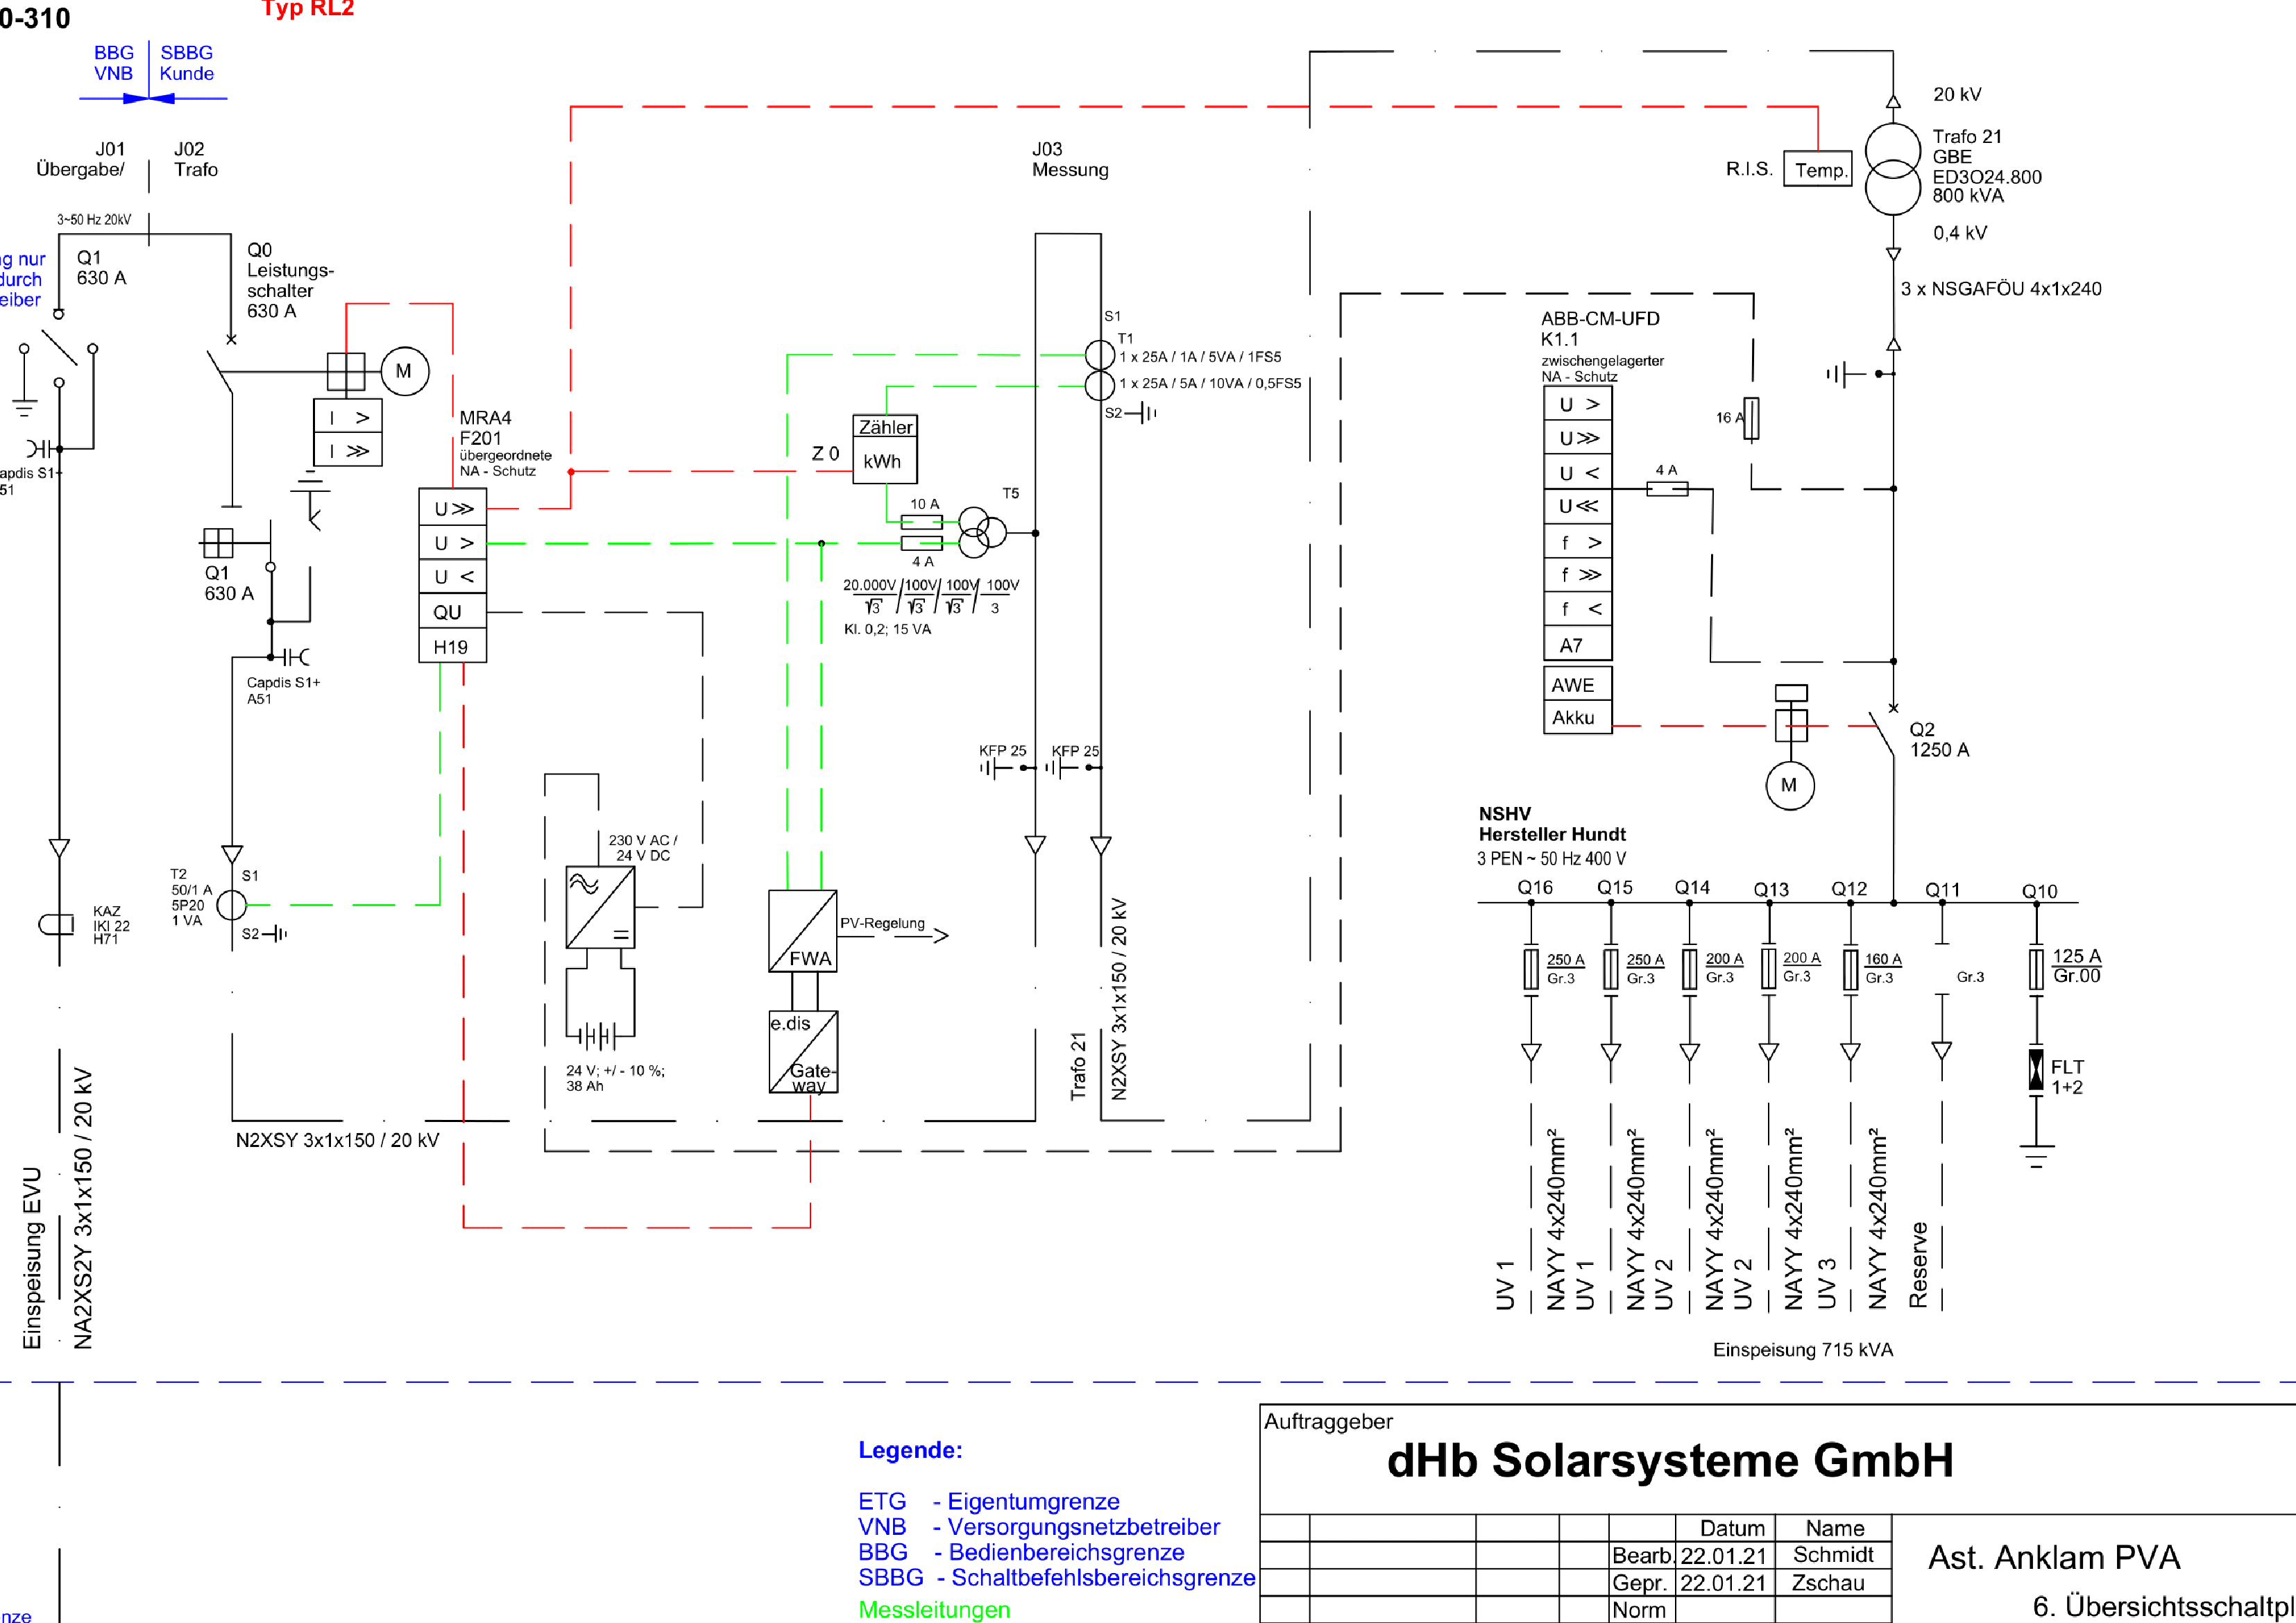 0-310
Typ RL2
BBG
VNB
SBBG
Kunde
J01
Übergabe/
J02
Trafo
3~50 Hz 20kV
nur
durch
Q1
630 A
Q0
Leistungs-
schalter
630 A
M
I >
I >>
S1+
51
Q1
630 A
Capdis S1+
A51
MRA4
F201
übergeordnete
NA - Schutz
U>>
U >
U <
QU
H19
T2
50/1 A
5P20
1 VA
S1
S2
KAZ
IKI 22
H71
Einspeisung EVU
NA2XS2Y 3x1x150 / 20 kV
N2XSY 3x1x150 / 20 kV
230 V AC /
24 V DC
24 V; +/- 10 %;
38 Ah
J03
Messung
S1
T1
1 x 25A / 1A / 5VA / 1FS5
1 x 25A / 5A / 10VA / 0,5FS5
S2
Z 0
Zähler
kWh
10 A
T5
4 A
20.000V/√3 / 100V/√3 / 100V/√3 / 100V/3
Kl. 0,2; 15 VA
KFP 25
KFP 25
FWA
PV-Regelung
e.dis
Gate-
way
Trafo 21
N2XSY 3x1x150 / 20 kV
20 kV
R.I.S.
Temp.
Trafo 21
GBE
ED3O24.800
800 kVA
0,4 kV
3 x NSGAFÖU 4x1x240
ABB-CM-UFD
K1.1
zwischengelagerter
NA - Schutz
U >
U>>
U <
U<<
f >
f >>
f <
A7
AWE
Akku
16 A
4 A
M
Q2
1250 A
NSHV
Hersteller Hundt
3 PEN ~ 50 Hz 400 V
Q16
Q15
Q14
Q13
Q12
Q11
Q10
250 A
Gr.3
250 A
Gr.3
200 A
Gr.3
200 A
Gr.3
160 A
Gr.3
Gr.3
125 A
Gr.00
FLT
1+2
UV 1
NAYY 4x240mm²
UV 1
NAYY 4x240mm²
UV 2
NAYY 4x240mm²
UV 2
NAYY 4x240mm²
UV 3
NAYY 4x240mm²
Reserve
Einspeisung 715 kVA
Legende:
ETG - Eigentumgrenze
VNB - Versorgungsnetzbetreiber
BBG - Bedienbereichsgrenze
SBBG - Schaltbefehlsbereichsgrenze
Messleitungen
Auftraggeber
dHb Solarsysteme GmbH
Datum Name
Bearb. 22.01.21 Schmidt
Gepr. 22.01.21 Zschau
Norm
Ast. Anklam PVA
6. Übersichtsschaltpl